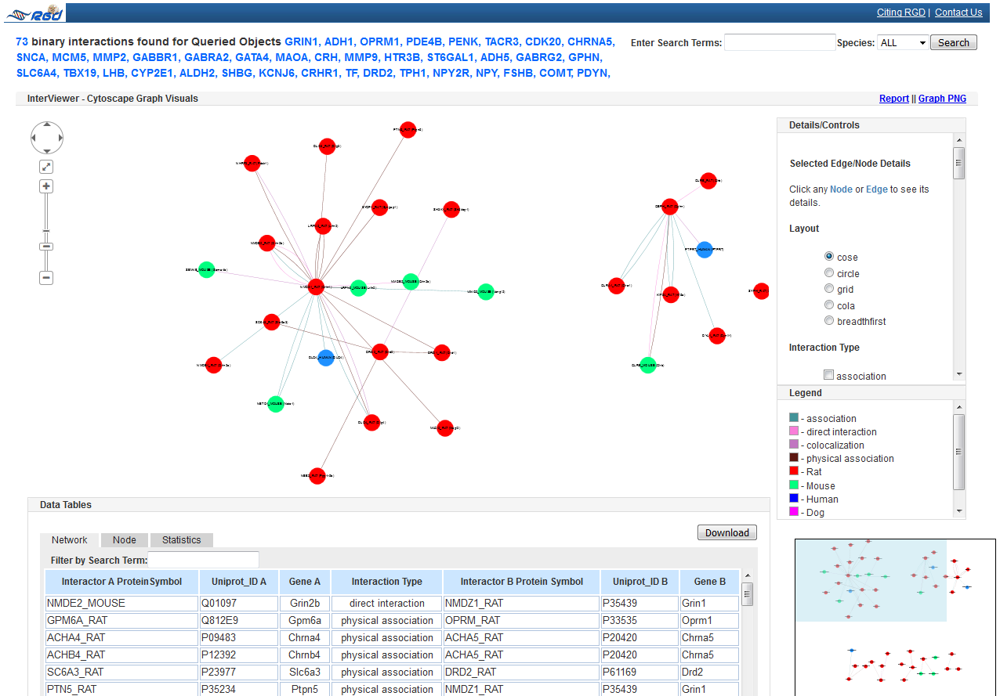 RGD
Citing RGD | Contact Us
73 binary interactions found for Queried Objects GRIN1, ADH1, OPRM1, PDE4B, PENK, TACR3, CDK20, CHRNA5,
SNCA, MCM5, MMP2, GABBR1, GABRA2, GATA4, MAOA, CRH, MMP9, HTR3B, ST6GAL1, ADH5, GABRG2, GPHN,
SLC6A4, TBX19, LHB, CYP2E1, ALDH2, SHBG, KCNJ6, CRHR1, TF, DRD2, TPH1, NPY2R, NPY, FSHB, COMT, PDYN,
Enter Search Terms: Species: ALL Search
InterViewer - Cytoscape Graph Visuals
Report || Graph PNG
Details/Controls
Selected Edge/Node Details
Click any Node or Edge to see its
details.
Layout
cose
circle
grid
cola
breadthfirst
Interaction Type
association
Legend
- association
- direct interaction
- colocalization
- physical association
- Rat
- Mouse
- Human
- Dog
Data Tables
Download
Network Node Statistics
Filter by Search Term:
Interactor A ProteinSymbol Uniprot_ID A Gene A Interaction Type Interactor B Protein Symbol Uniprot_ID B Gene B
NMDE2_MOUSE Q01097 Grin2b direct interaction NMDZ1_RAT P35439 Grin1
GPM6A_RAT Q812E9 Gpm6a physical association OPRM_RAT P33535 Oprm1
ACHA4_RAT P09483 Chrna4 physical association ACHA5_RAT P20420 Chrna5
ACHB4_RAT P12392 Chrnb4 physical association ACHA5_RAT P20420 Chrna5
SC6A3_RAT P23977 Slc6a3 physical association DRD2_RAT P61169 Drd2
PTN5_RAT P35234 Ptpn5 physical association NMDZ1_RAT P35439 Grin1